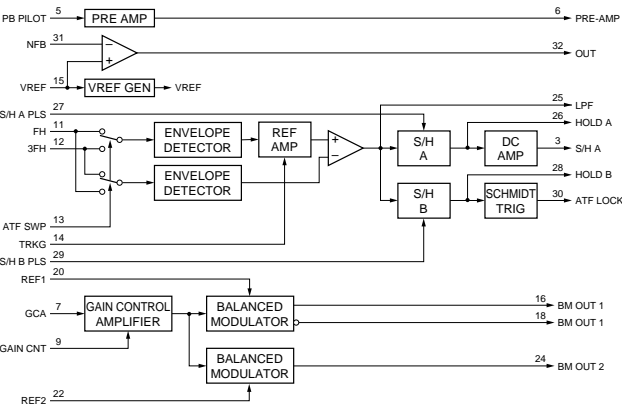 PB PILOT 5 PRE AMP 6 PRE-AMP
NFB 31 − 32 OUT
+
VREF 15 VREF GEN VREF
S/H A PLS 27 25 LPF
FH 11 26 HOLD A
3FH 12 ENVELOPE DETECTOR REF AMP + − S/H A DC AMP 3 S/H A
28 HOLD B
ENVELOPE DETECTOR S/H B SCHMIDT TRIG 30 ATF LOCK
ATF SWP 13
TRKG 14
S/H B PLS 29
REF1 20
GCA 7 GAIN CONTROL AMPLIFIER BALANCED MODULATOR 16 BM OUT 1
18 BM OUT 1
GAIN CNT 9
BALANCED MODULATOR 24 BM OUT 2
REF2 22